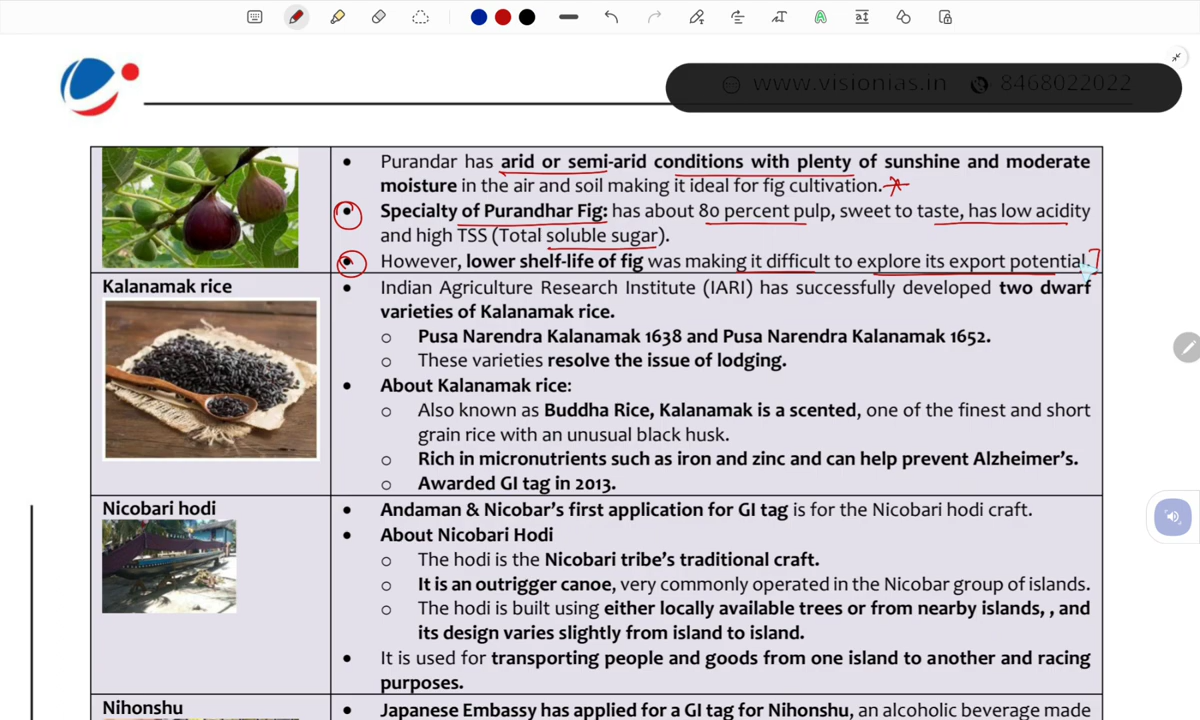 www.visionias.in 8468022022
• Purandar has arid or semi-arid conditions with plenty of sunshine and moderate
moisture in the air and soil making it ideal for fig cultivation.
• Specialty of Purandhar Fig: has about 80 percent pulp, sweet to taste, has low acidity
and high TSS (Total soluble sugar).
• However, lower shelf-life of fig was making it difficult to explore its export potential.
Kalanamak rice
• Indian Agriculture Research Institute (IARI) has successfully developed two dwarf
varieties of Kalanamak rice.
o Pusa Narendra Kalanamak 1638 and Pusa Narendra Kalanamak 1652.
o These varieties resolve the issue of lodging.
• About Kalanamak rice:
o Also known as Buddha Rice, Kalanamak is a scented, one of the finest and short
grain rice with an unusual black husk.
o Rich in micronutrients such as iron and zinc and can help prevent Alzheimer's.
o Awarded GI tag in 2013.
Nicobari hodi
• Andaman & Nicobar's first application for GI tag is for the Nicobari hodi craft.
• About Nicobari Hodi
o The hodi is the Nicobari tribe's traditional craft.
o It is an outrigger canoe, very commonly operated in the Nicobar group of islands.
o The hodi is built using either locally available trees or from nearby islands, , and
its design varies slightly from island to island.
• It is used for transporting people and goods from one island to another and racing
purposes.
Nihonshu
• Japanese Embassy has applied for a GI tag for Nihonshu, an alcoholic beverage made